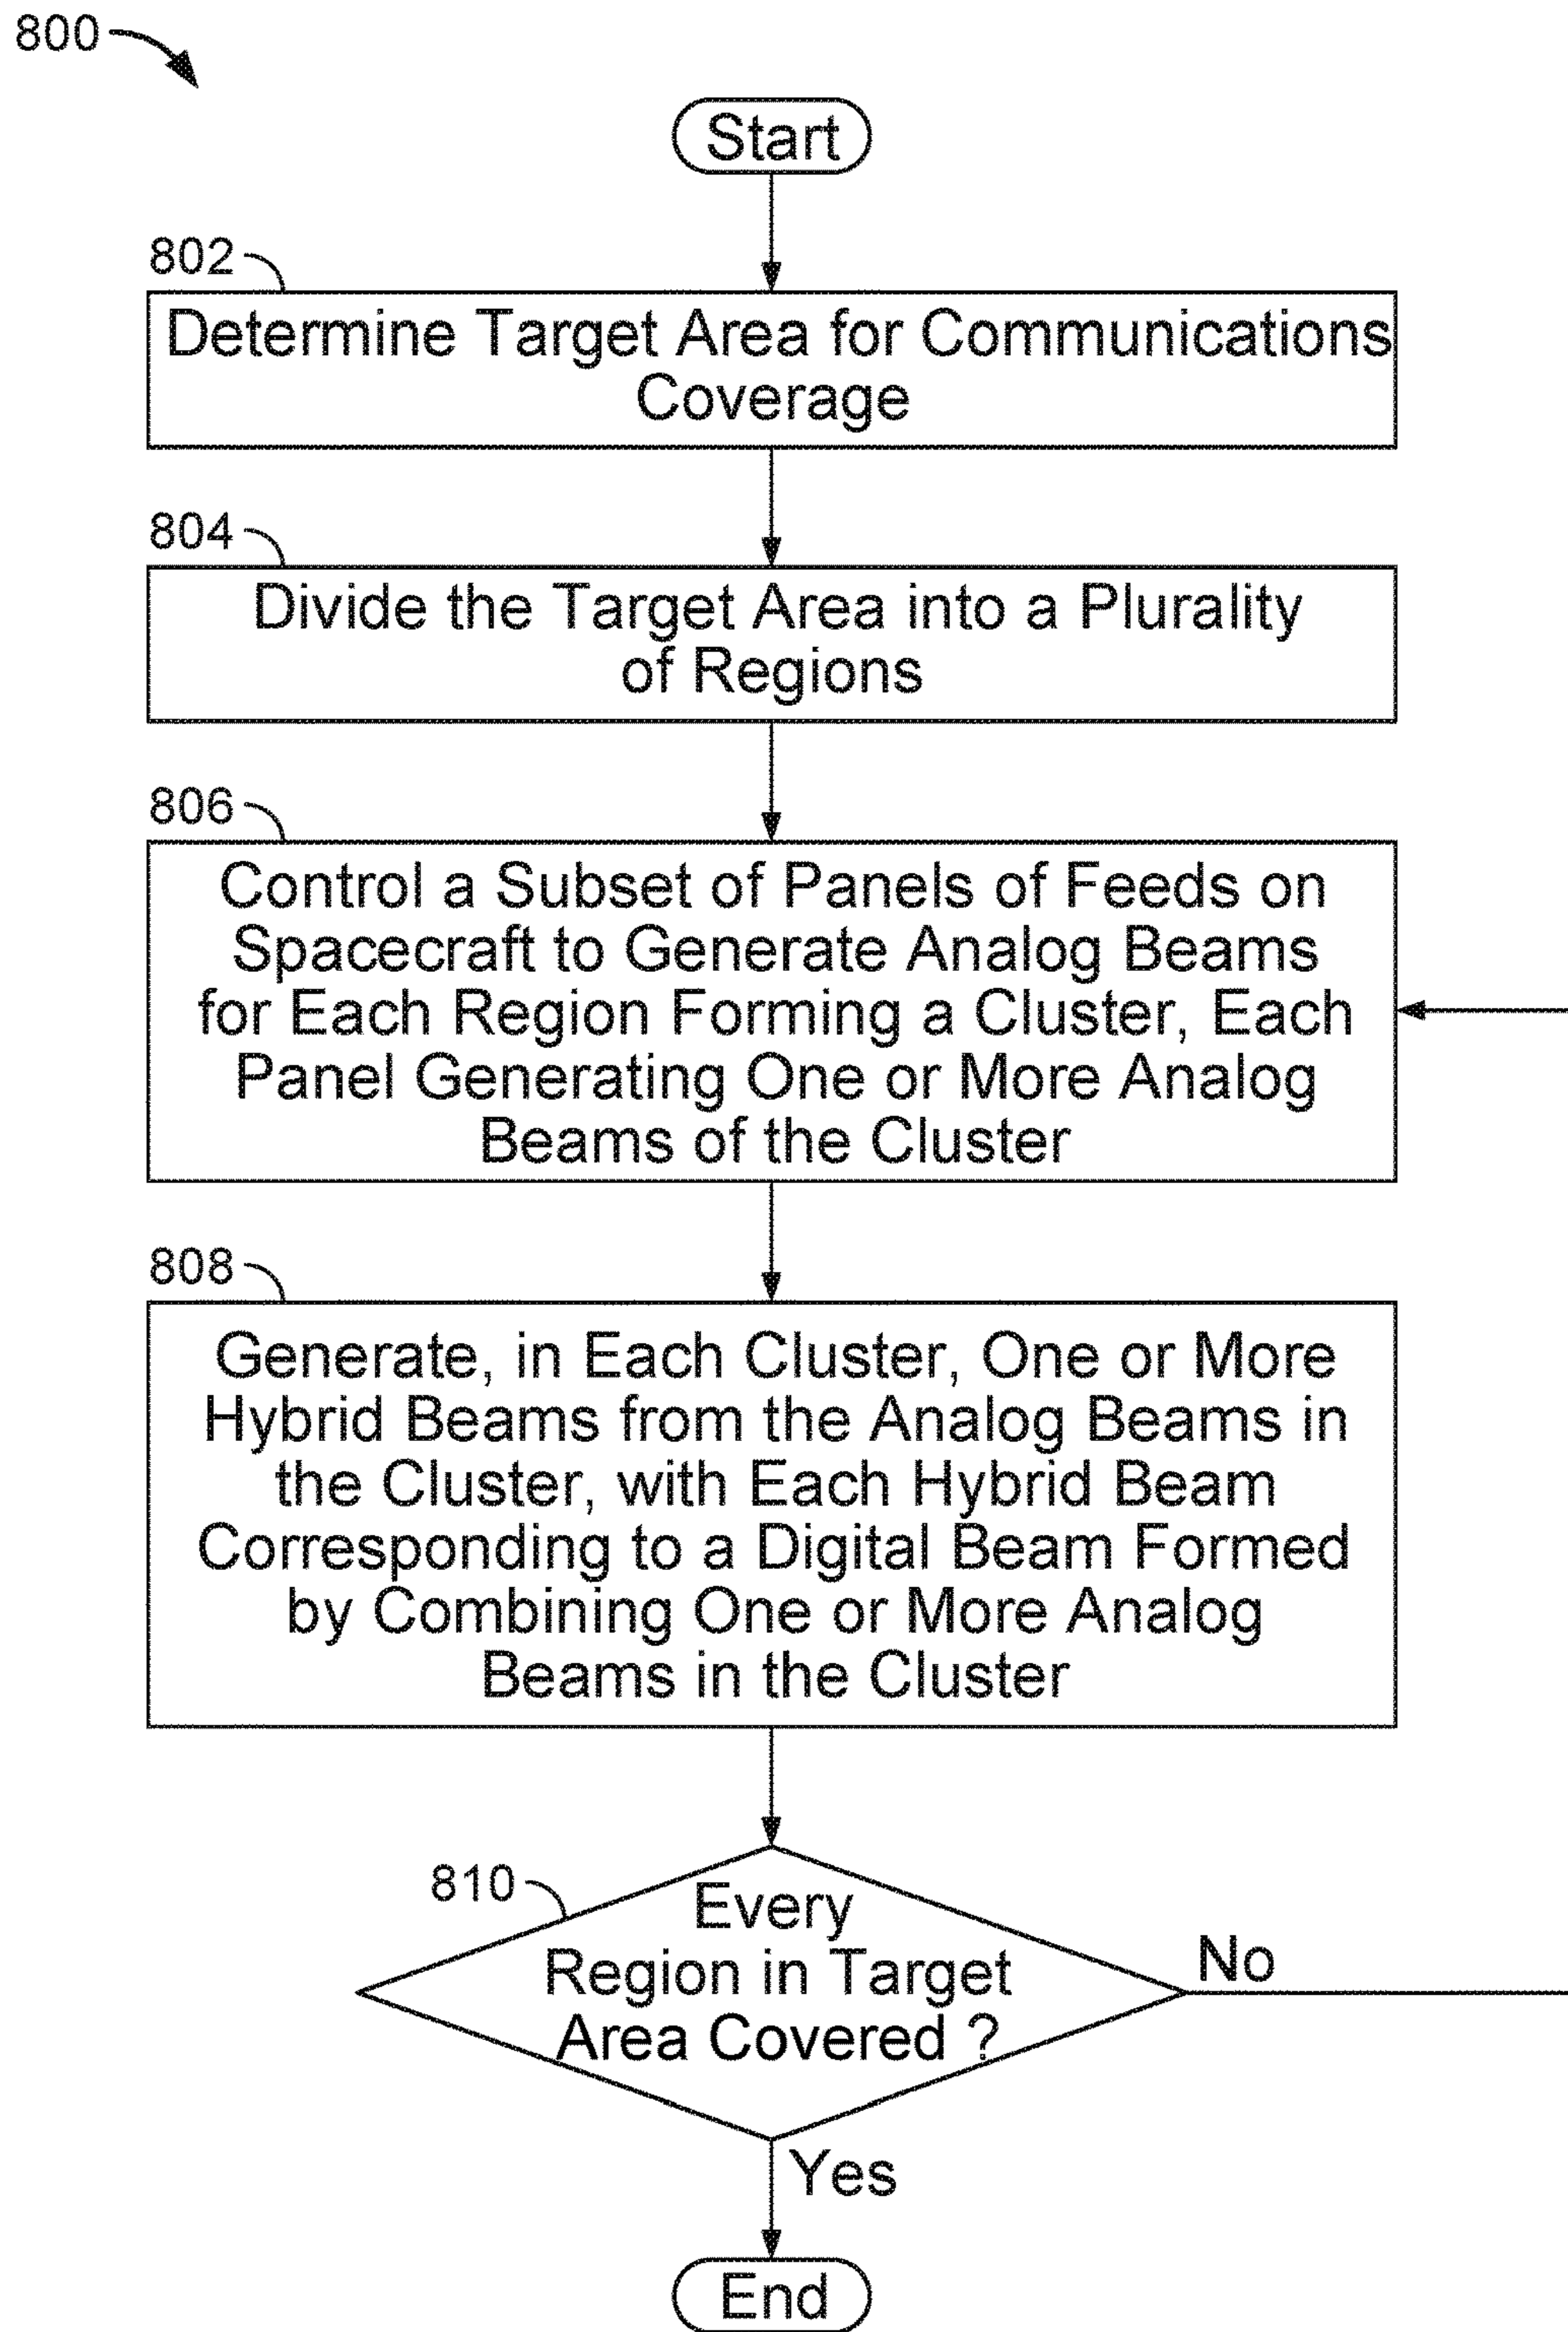 800
Start
802
Determine Target Area for Communications
Coverage
804
Divide the Target Area into a Plurality
of Regions
806
Control a Subset of Panels of Feeds on
Spacecraft to Generate Analog Beams
for Each Region Forming a Cluster, Each
Panel Generating One or More Analog
Beams of the Cluster
808
Generate, in Each Cluster, One or More
Hybrid Beams from the Analog Beams in
the Cluster, with Each Hybrid Beam
Corresponding to a Digital Beam Formed
by Combining One or More Analog
Beams in the Cluster
810
Every
Region in Target
Area Covered ?
No
Yes
End